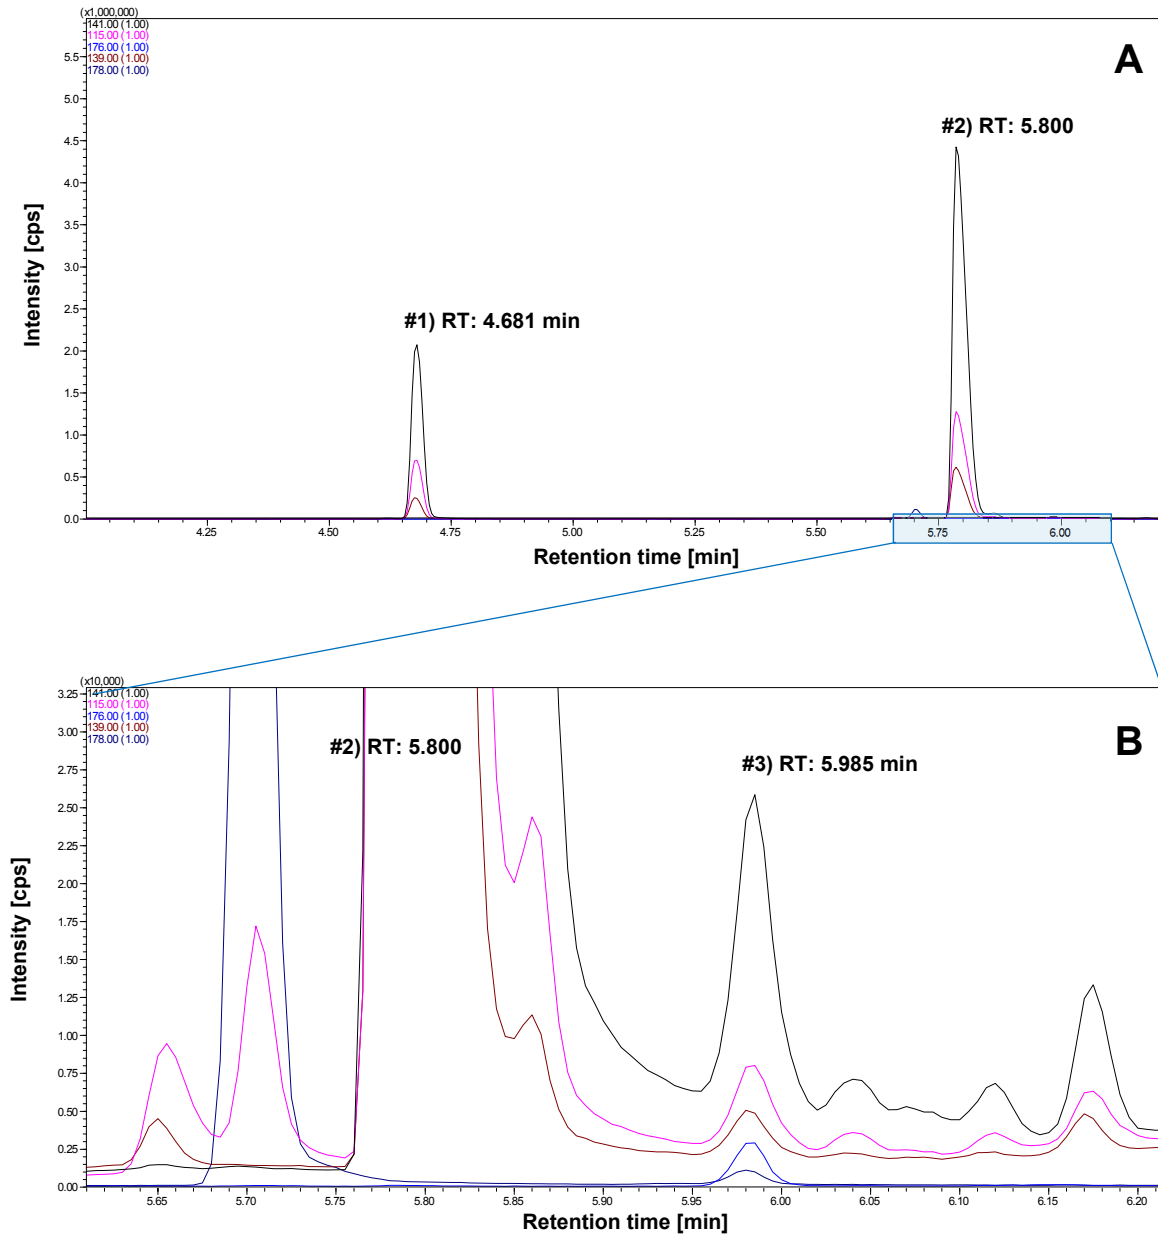 (x1,000,000)
141.00 (1.00)
115.00 (1.00)
176.00 (1.00)
139.00 (1.00)
178.00 (1.00)
A
5.5
5.0
4.5
4.0
3.5
3.0
2.5
2.0
1.5
1.0
0.5
0.0
Intensity [cps]
#1) RT: 4.681 min
#2) RT: 5.800
4.25 4.50 4.75 5.00 5.25 5.50 5.75 6.00
Retention time [min]
(x10,000)
141.00 (1.00)
115.00 (1.00)
176.00 (1.00)
139.00 (1.00)
178.00 (1.00)
B
3.25
3.00
2.75
2.50
2.25
2.00
1.75
1.50
1.25
1.00
0.75
0.50
0.25
0.00
Intensity [cps]
#2) RT: 5.800
#3) RT: 5.985 min
5.65 5.70 5.75 5.80 5.85 5.90 5.95 6.00 6.05 6.10 6.15 6.20
Retention time [min]